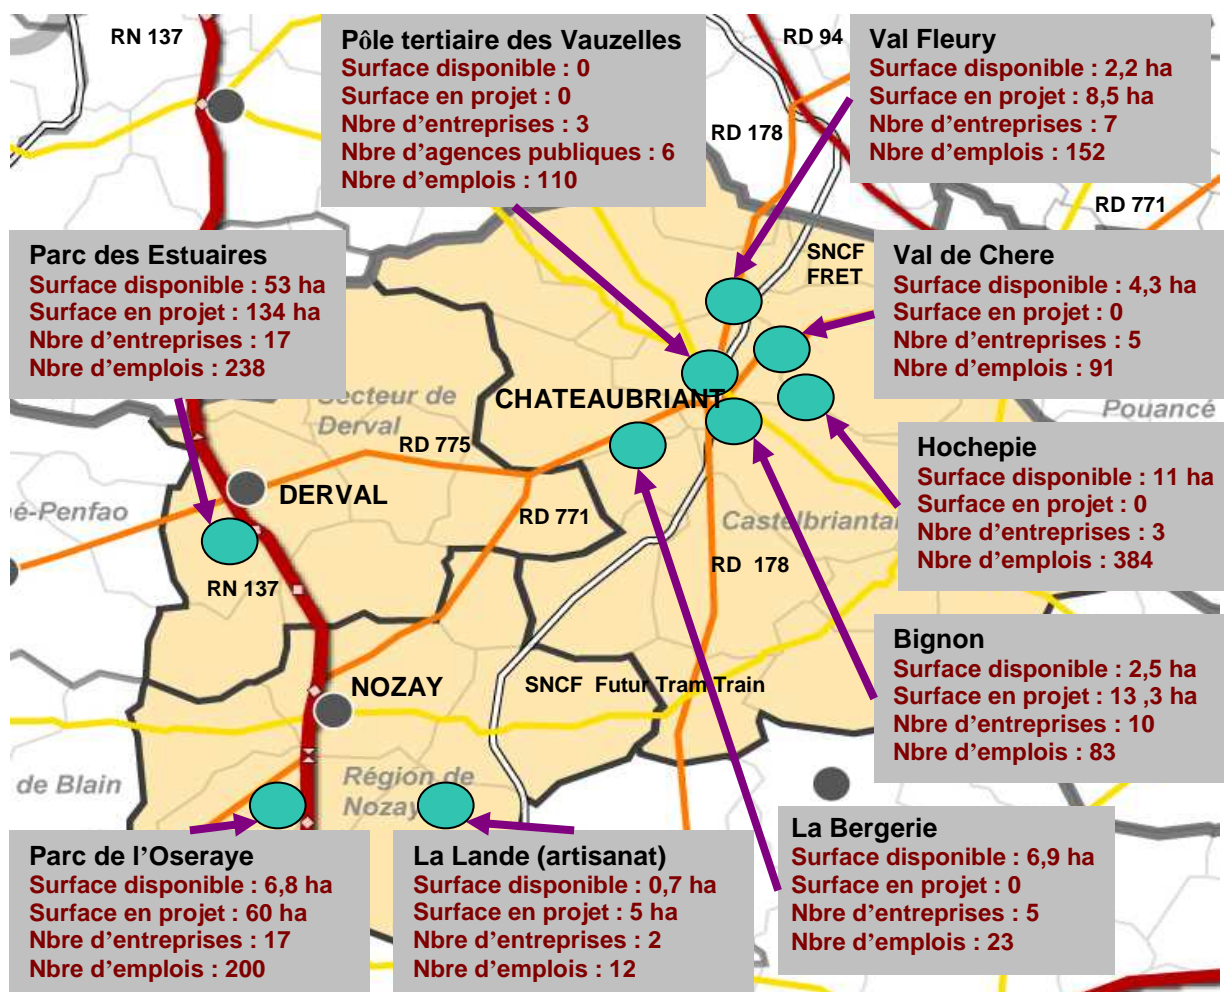 RN 137
Pôle tertiaire des Vauzelles
Surface disponible : 0
Surface en projet : 0
Nbre d’entreprises : 3
Nbre d’agences publiques : 6
Nbre d’emplois : 110
RD 94
Val Fleury
Surface disponible : 2,2 ha
Surface en projet : 8,5 ha
Nbre d’entreprises : 7
Nbre d’emplois : 152
RD 178
RD 771
Parc des Estuaires
Surface disponible : 53 ha
Surface en projet : 134 ha
Nbre d’entreprises : 17
Nbre d’emplois : 238
SNCF
FRET
Val de Chere
Surface disponible : 4,3 ha
Surface en projet : 0
Nbre d’entreprises : 5
Nbre d’emplois : 91
Secteur de
Derval
CHATEAUBRIANT
Pouancé
RD 775
Hochepie
Surface disponible : 11 ha
Surface en projet : 0
Nbre d’entreprises : 3
Nbre d’emplois : 384
DERVAL
é-Penfao
RD 771
Castelbriantai
RN 137
RD 178
Bignon
Surface disponible : 2,5 ha
Surface en projet : 13 ,3 ha
Nbre d’entreprises : 10
Nbre d’emplois : 83
NOZAY
SNCF Futur Tram Train
de Blain
Région de
Nozay
Parc de l’Oseraye
Surface disponible : 6,8 ha
Surface en projet : 60 ha
Nbre d’entreprises : 17
Nbre d’emplois : 200
La Lande (artisanat)
Surface disponible : 0,7 ha
Surface en projet : 5 ha
Nbre d’entreprises : 2
Nbre d’emplois : 12
La Bergerie
Surface disponible : 6,9 ha
Surface en projet : 0
Nbre d’entreprises : 5
Nbre d’emplois : 23